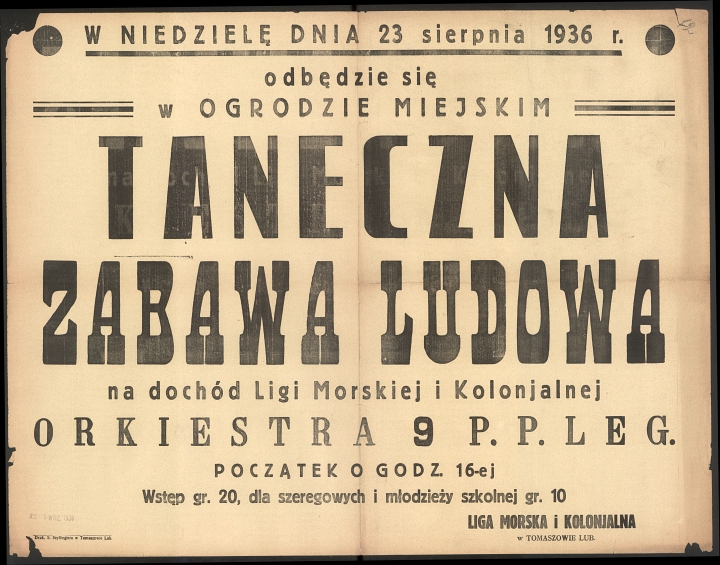 W NIEDZIELĘ DNIA 23 sierpnia 1936 r.
odbędzie się
w OGRODZIE MIEJSKIM
TANECZNA
ZABAWA LUDOWA
na dochód Ligi Morskiej i Kolonjalnej
ORKIESTRA 9 P. P. LEG.
POCZĄTEK O GODZ. 16-ej
Wstęp gr. 20, dla szeregowych i młodzieży szkolnej gr. 10
LIGA MORSKA i KOLONJALNA
w TOMASZOWIE LUB.
w Tomaszowie Lub.